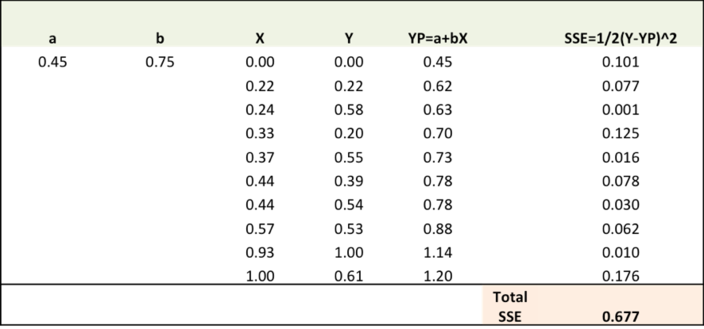 a b X Y YP=a+bX SSE=1/2(Y-YP)^2
0.45 0.75 0.00 0.00 0.45 0.101
0.22 0.22 0.62 0.077
0.24 0.58 0.63 0.001
0.33 0.20 0.70 0.125
0.37 0.55 0.73 0.016
0.44 0.39 0.78 0.078
0.44 0.54 0.78 0.030
0.57 0.53 0.88 0.062
0.93 1.00 1.14 0.010
1.00 0.61 1.20 0.176
Total
SSE 0.677